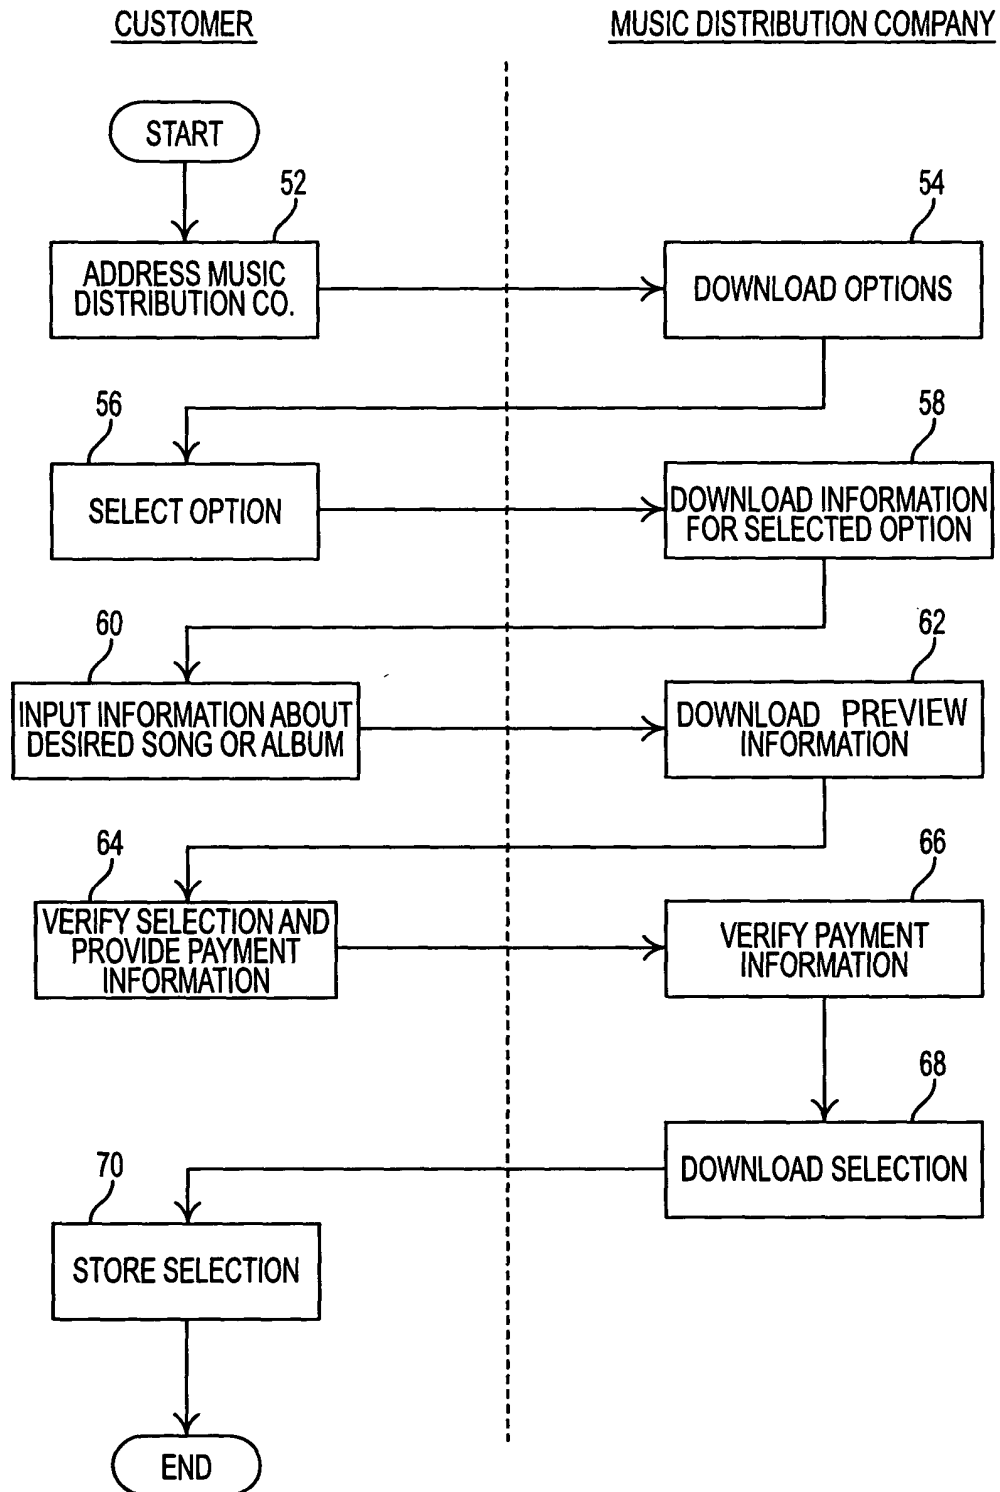 CUSTOMER
MUSIC DISTRIBUTION COMPANY
START
52
ADDRESS MUSIC
DISTRIBUTION CO.
54
DOWNLOAD OPTIONS
56
SELECT OPTION
58
DOWNLOAD INFORMATION
FOR SELECTED OPTION
60
INPUT INFORMATION ABOUT
DESIRED SONG OR ALBUM
62
DOWNLOAD PREVIEW
INFORMATION
64
VERIFY SELECTION AND
PROVIDE PAYMENT
INFORMATION
66
VERIFY PAYMENT
INFORMATION
68
DOWNLOAD SELECTION
70
STORE SELECTION
END